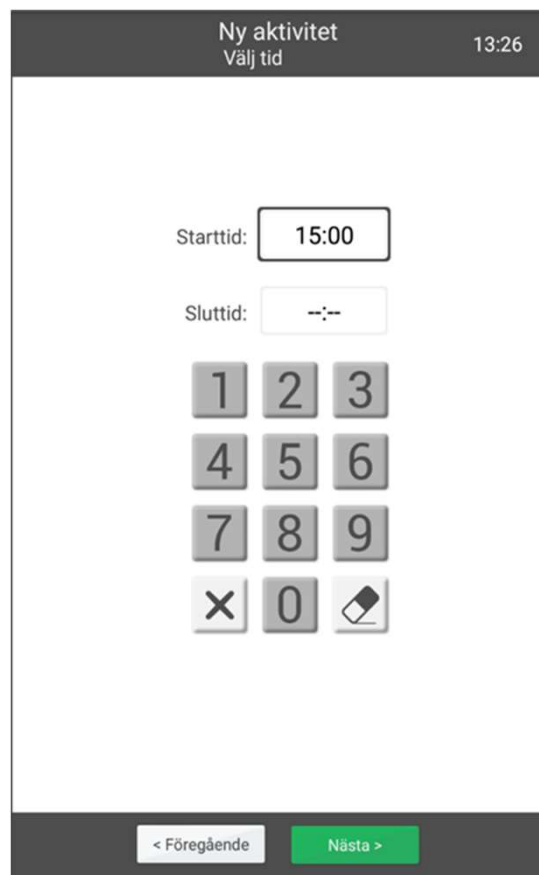 Ny aktivitet
Välj tid
13:26
Starttid: 15:00
Sluttid: --:--
1 2 3
4 5 6
7 8 9
0
< Föregående Nästa >